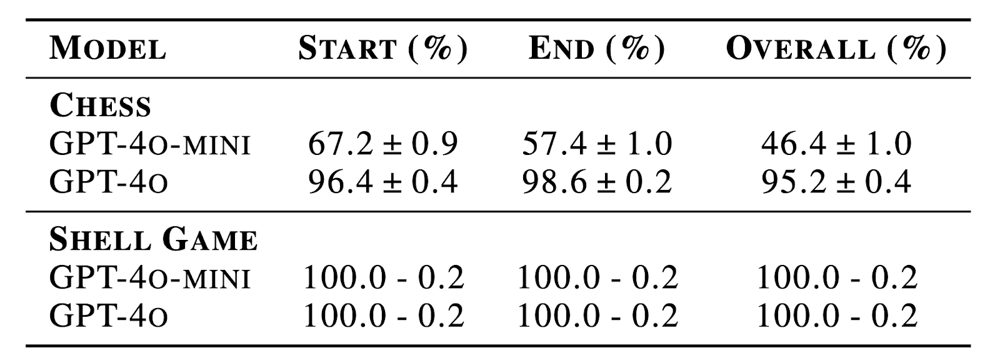 MODEL START (%) END (%) OVERALL (%)
CHESS
GPT-4O-MINI 67.2 ± 0.9 57.4 ± 1.0 46.4 ± 1.0
GPT-4O 96.4 ± 0.4 98.6 ± 0.2 95.2 ± 0.4
SHELL GAME
GPT-4O-MINI 100.0 - 0.2 100.0 - 0.2 100.0 - 0.2
GPT-4O 100.0 - 0.2 100.0 - 0.2 100.0 - 0.2